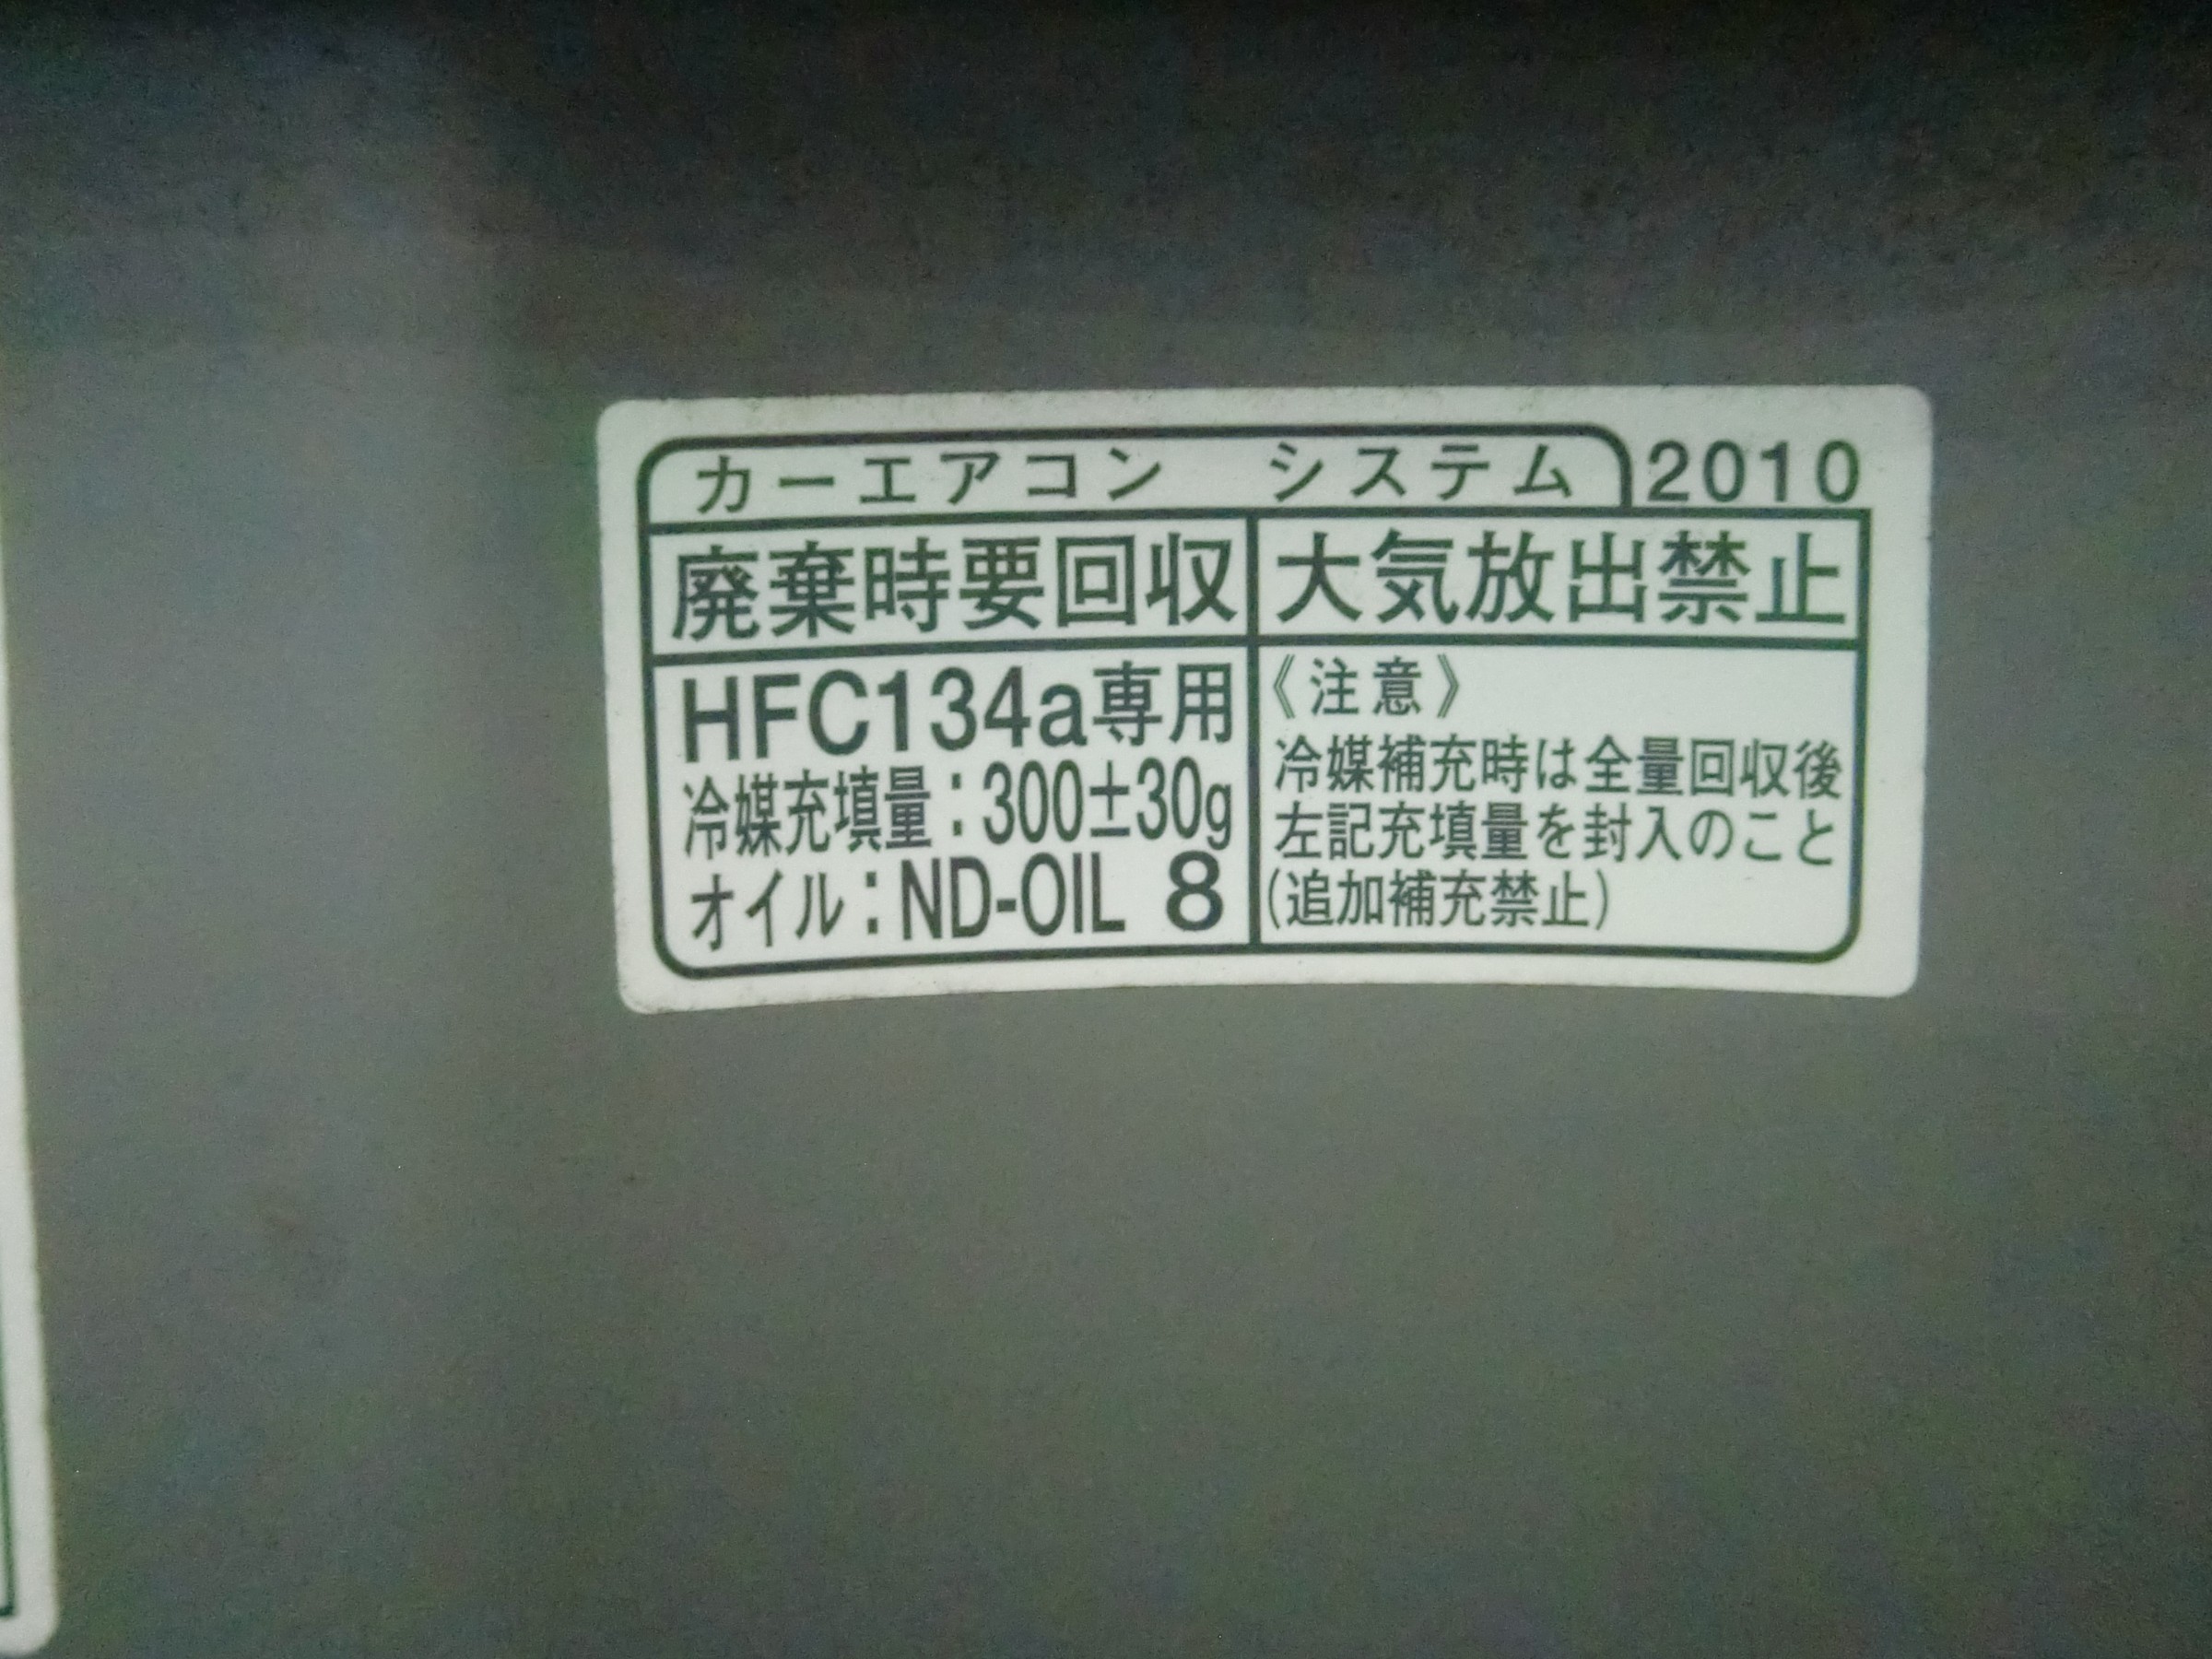 カーエアコン システム 2010
廃棄時要回収 大気放出禁止
HFC134a専用
冷媒充填量：300±30g
オイル：ND-OIL 8
《注意》
冷媒補充時は全量回収後
左記充填量を封入のこと
(追加補充禁止)